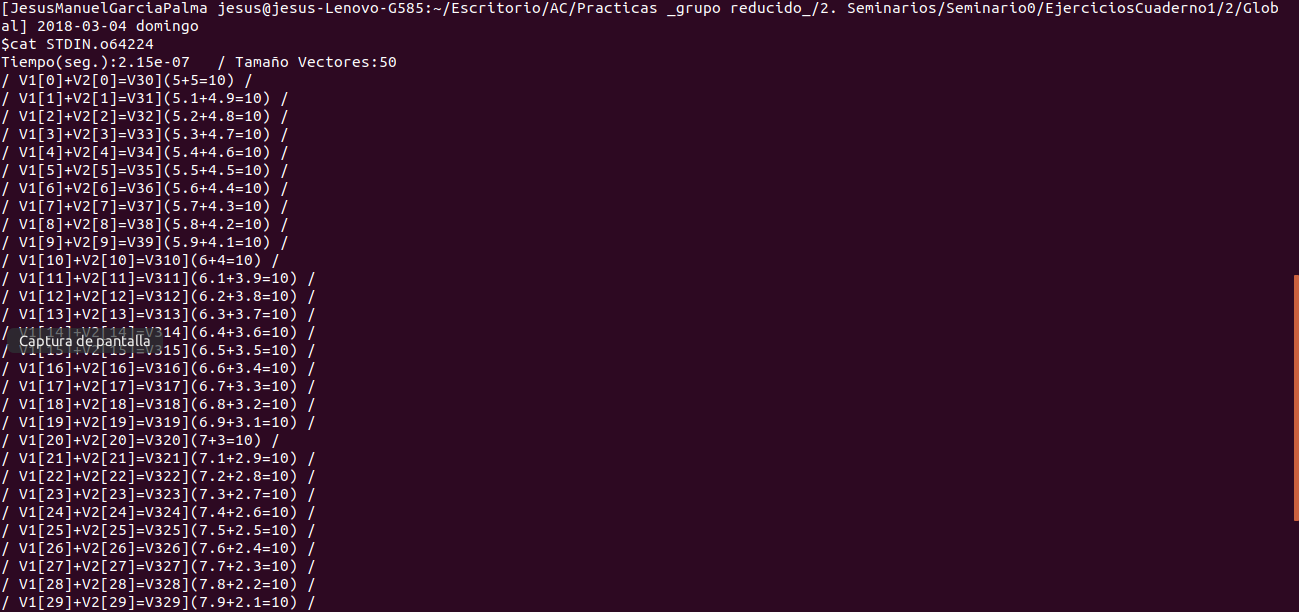 [JesusManuelGarciaPalma jesus@jesus-Lenovo-G585:~/Escritorio/AC/Practicas _grupo reducido_/2. Seminarios/Seminario0/EjerciciosCuaderno1/2/Glob
al] 2018-03-04 domingo
$cat STDIN.o64224
Tiempo(seg.):2.15e-07   / Tamaño Vectores:50
/ V1[0]+V2[0]=V30](5+5=10) /
/ V1[1]+V2[1]=V31](5.1+4.9=10) /
/ V1[2]+V2[2]=V32](5.2+4.8=10) /
/ V1[3]+V2[3]=V33](5.3+4.7=10) /
/ V1[4]+V2[4]=V34](5.4+4.6=10) /
/ V1[5]+V2[5]=V35](5.5+4.5=10) /
/ V1[6]+V2[6]=V36](5.6+4.4=10) /
/ V1[7]+V2[7]=V37](5.7+4.3=10) /
/ V1[8]+V2[8]=V38](5.8+4.2=10) /
/ V1[9]+V2[9]=V39](5.9+4.1=10) /
/ V1[10]+V2[10]=V310](6+4=10) /
/ V1[11]+V2[11]=V311](6.1+3.9=10) /
/ V1[12]+V2[12]=V312](6.2+3.8=10) /
/ V1[13]+V2[13]=V313](6.3+3.7=10) /
/ V1[14]+V2[14]=V314](6.4+3.6=10) /
Captura de pantalla
/ V1[15]+V2[15]=V315](6.5+3.5=10) /
/ V1[16]+V2[16]=V316](6.6+3.4=10) /
/ V1[17]+V2[17]=V317](6.7+3.3=10) /
/ V1[18]+V2[18]=V318](6.8+3.2=10) /
/ V1[19]+V2[19]=V319](6.9+3.1=10) /
/ V1[20]+V2[20]=V320](7+3=10) /
/ V1[21]+V2[21]=V321](7.1+2.9=10) /
/ V1[22]+V2[22]=V322](7.2+2.8=10) /
/ V1[23]+V2[23]=V323](7.3+2.7=10) /
/ V1[24]+V2[24]=V324](7.4+2.6=10) /
/ V1[25]+V2[25]=V325](7.5+2.5=10) /
/ V1[26]+V2[26]=V326](7.6+2.4=10) /
/ V1[27]+V2[27]=V327](7.7+2.3=10) /
/ V1[28]+V2[28]=V328](7.8+2.2=10) /
/ V1[29]+V2[29]=V329](7.9+2.1=10) /